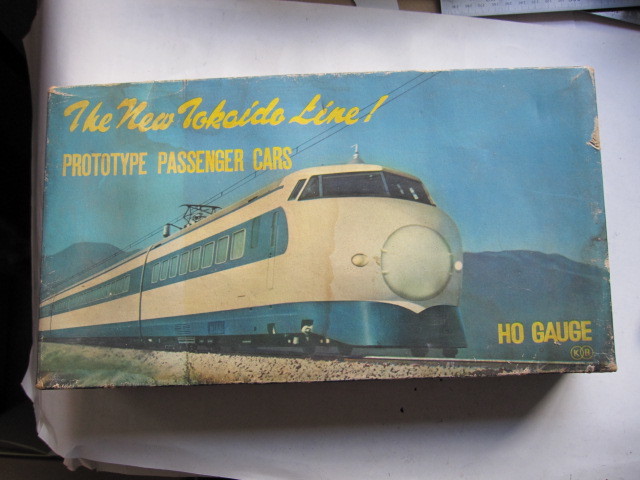 The New Tokaido Line!
PROTOTYPE PASSENGER CARS
HO GAUGE